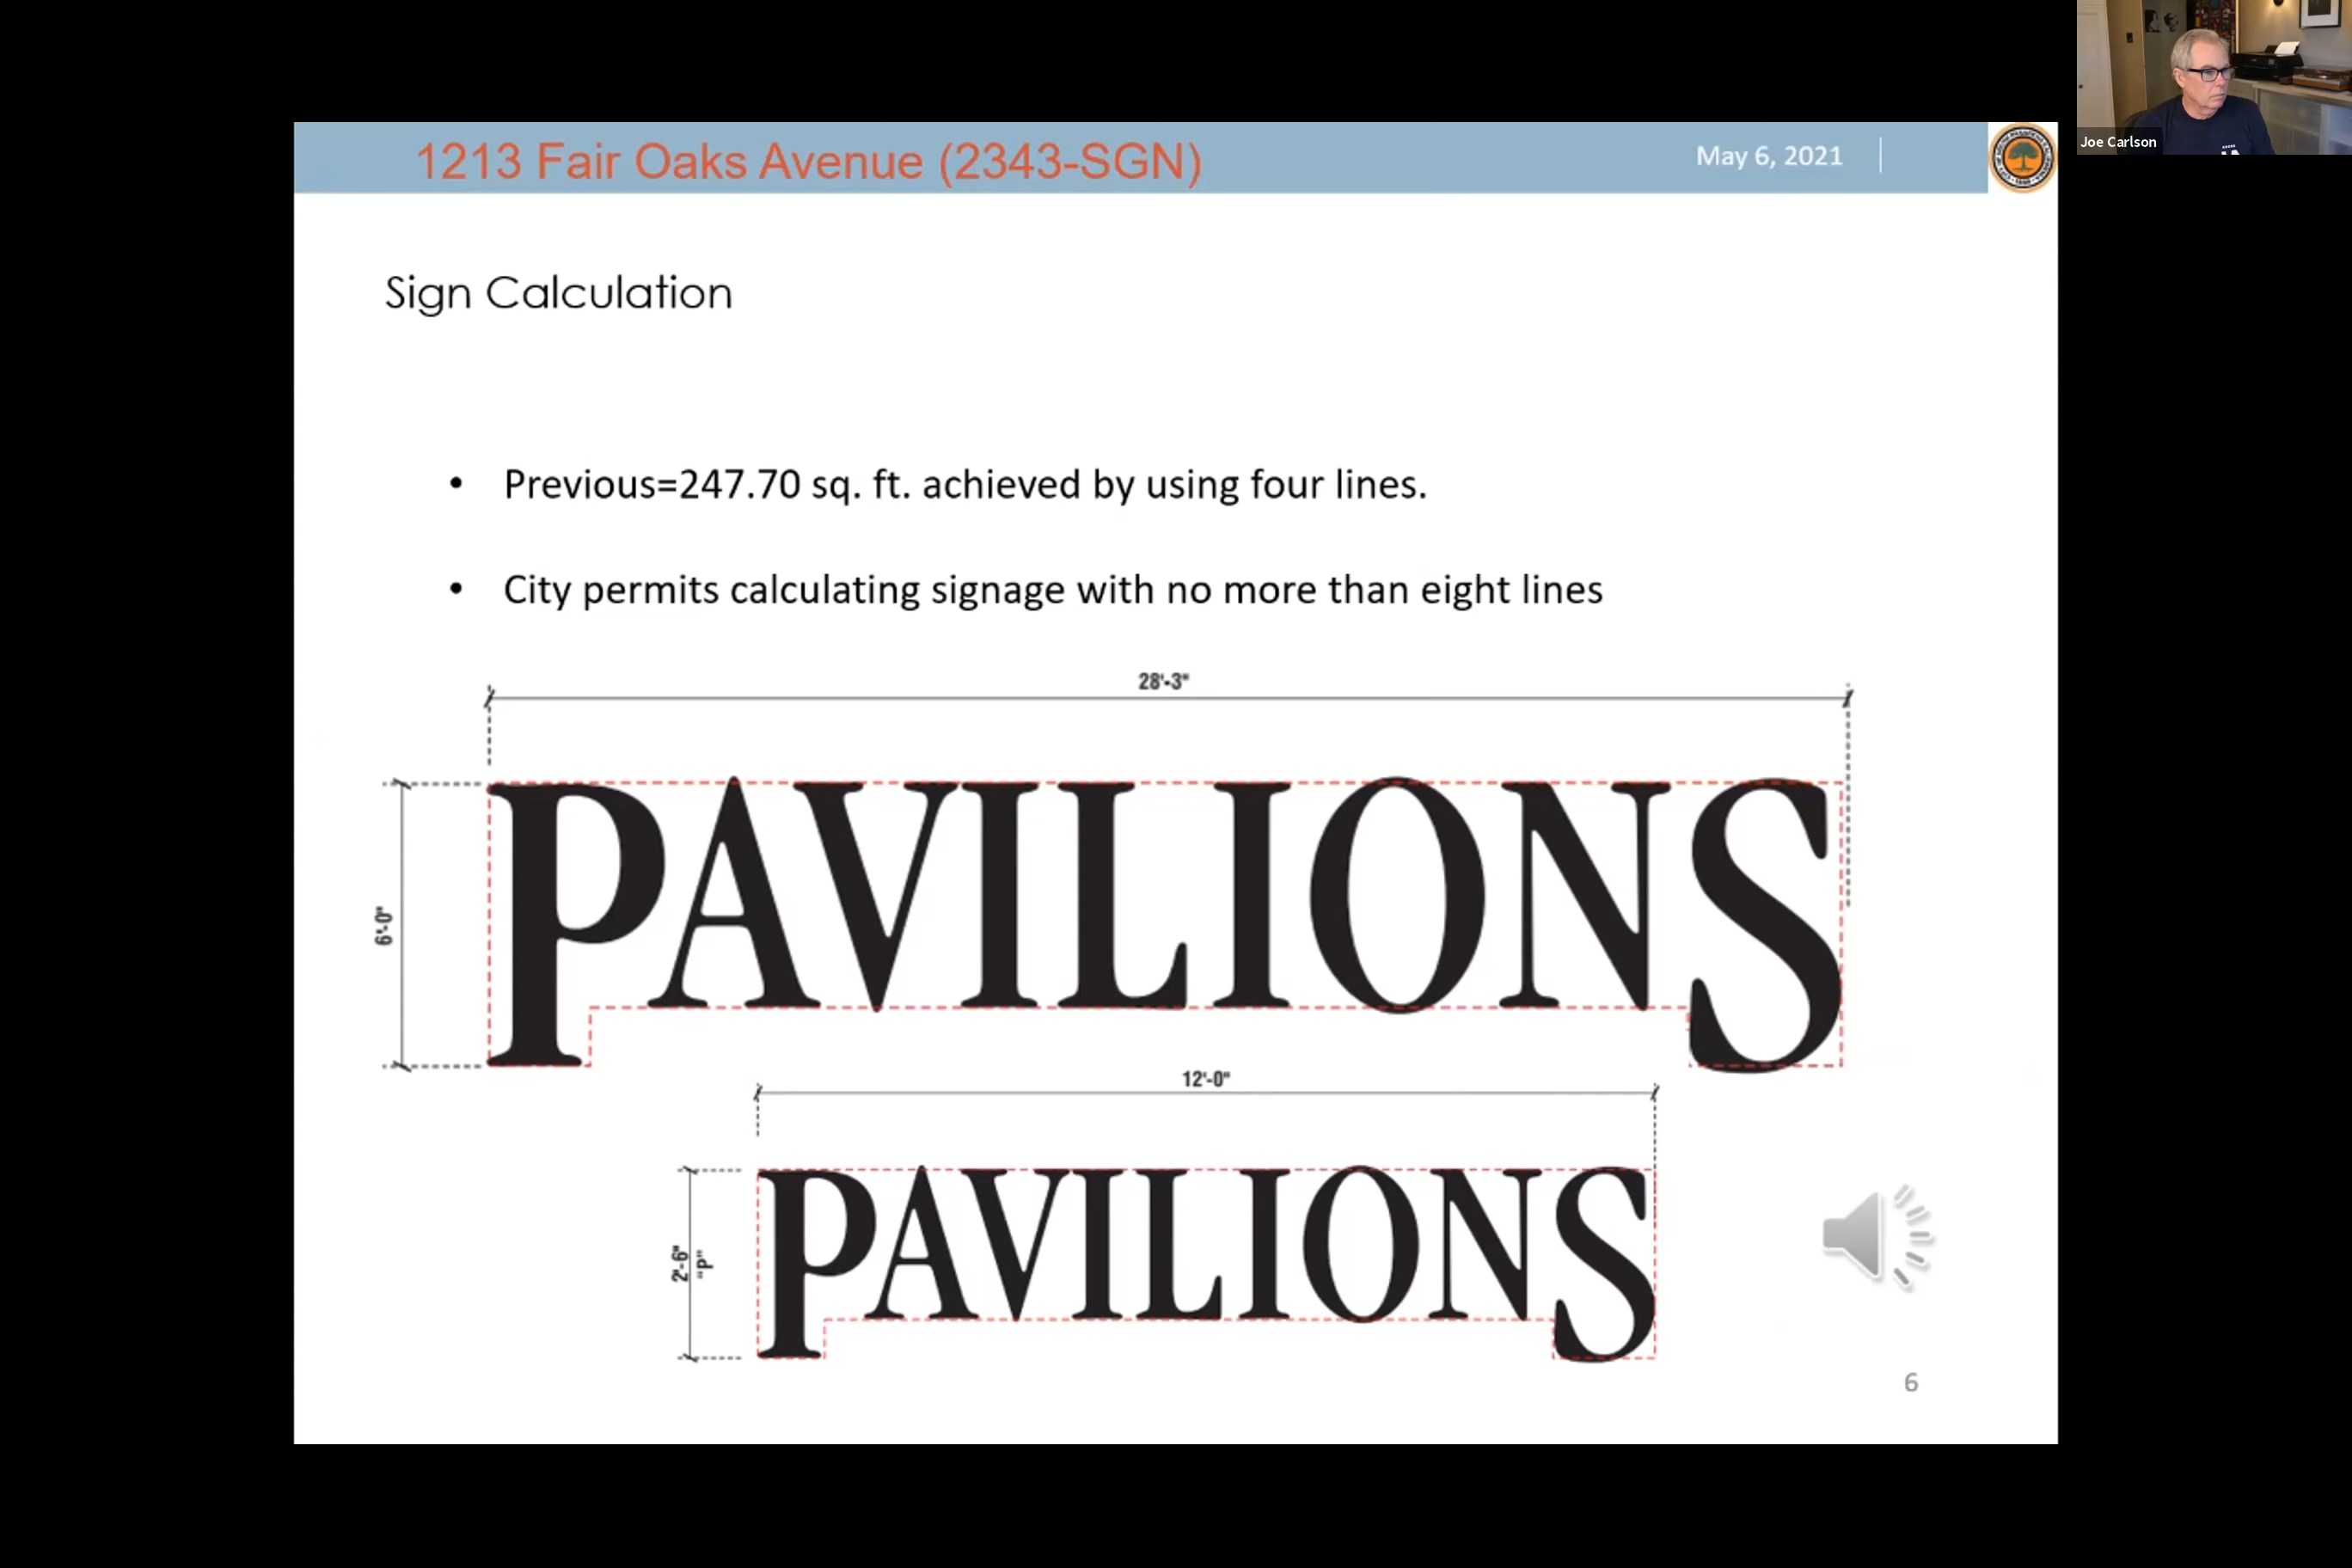 1213 Fair Oaks Avenue (2343-SGN)
May 6, 2021
Joe Carlson
Sign Calculation
• Previous=247.70 sq. ft. achieved by using four lines.
• City permits calculating signage with no more than eight lines
28'-3"
6'-0"
PAVILIONS
12'-0"
2'-6"
"P"
PAVILIONS
6